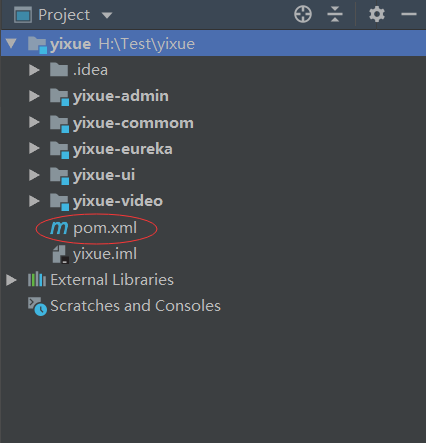 Project
yixue H:\Test\yixue
.idea
yixue-admin
yixue-commom
yixue-eureka
yixue-ui
yixue-video
pom.xml
yixue.iml
External Libraries
Scratches and Consoles